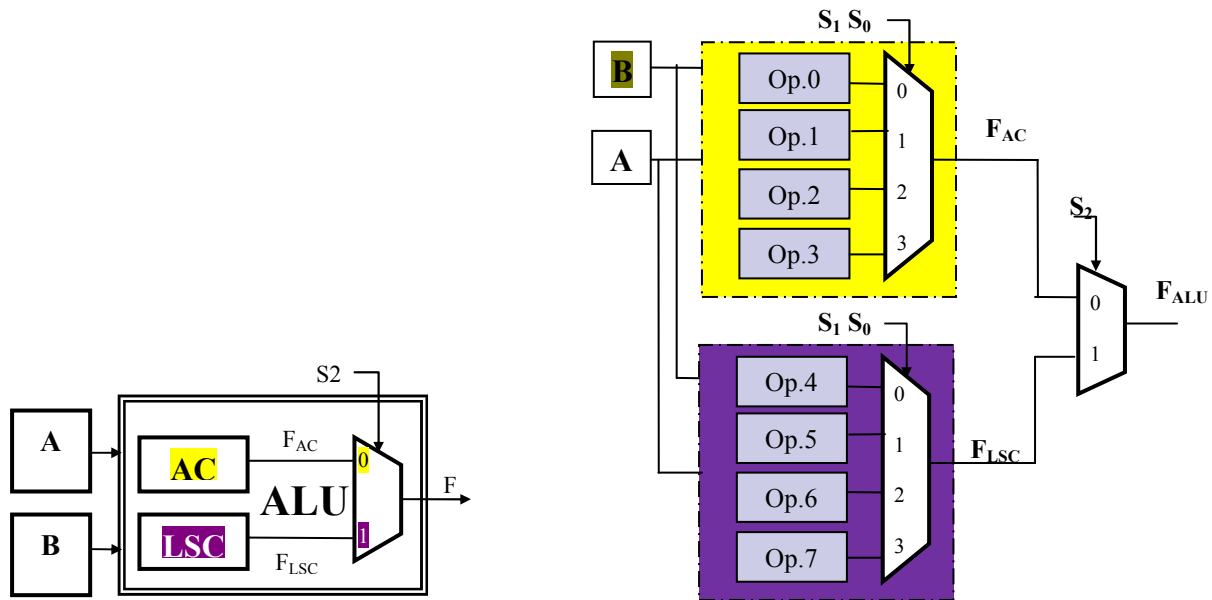 A
B
S2
AC
F_AC
0
ALU
F
LSC
F_LSC
1
B
A
S₁ S₀
Op.0
Op.1
Op.2
Op.3
0
1
2
3
F_AC
S₁ S₀
Op.4
Op.5
Op.6
Op.7
0
1
2
3
F_LSC
S₂
0
1
F_ALU